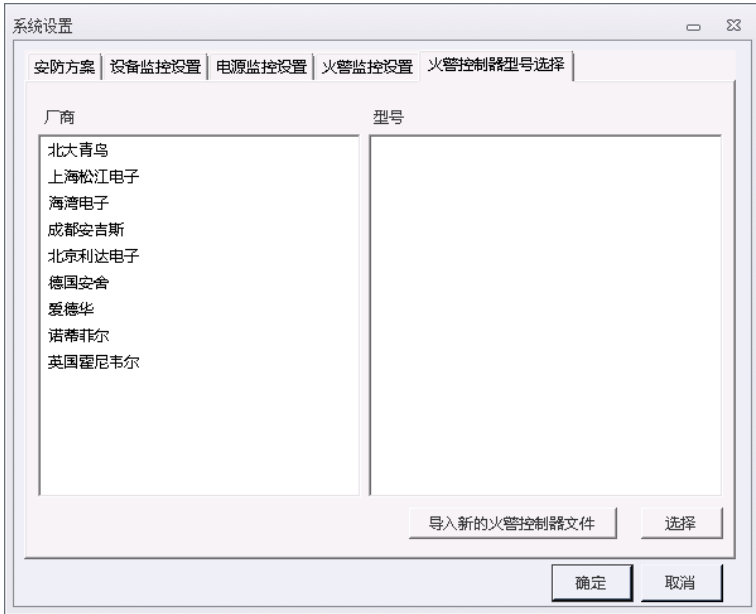 系统设置
安防方案 设备监控设置 电源监控设置 火警监控设置 火警控制器型号选择
厂商 型号
北大青鸟
上海松江电子
海湾电子
成都安吉斯
北京利达电子
德国安舍
爱德华
诺蒂菲尔
英国霍尼韦尔
导入新的火警控制器文件 选择
确定 取消